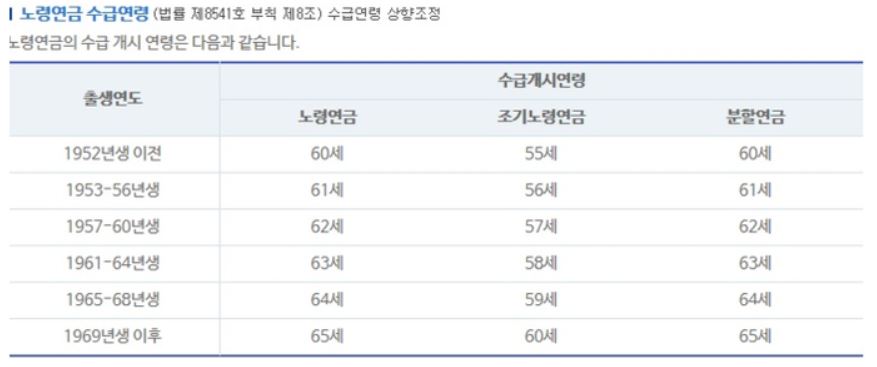 노령연금 수급연령 (법률 제8541호 부칙 제8조) 수급연령 상향조정
노령연금의 수급 개시 연령은 다음과 같습니다.
출생연도 수급개시연령
노령연금 조기노령연금 분할연금
1952년생 이전 60세 55세 60세
1953-56년생 61세 56세 61세
1957-60년생 62세 57세 62세
1961-64년생 63세 58세 63세
1965-68년생 64세 59세 64세
1969년생 이후 65세 60세 65세